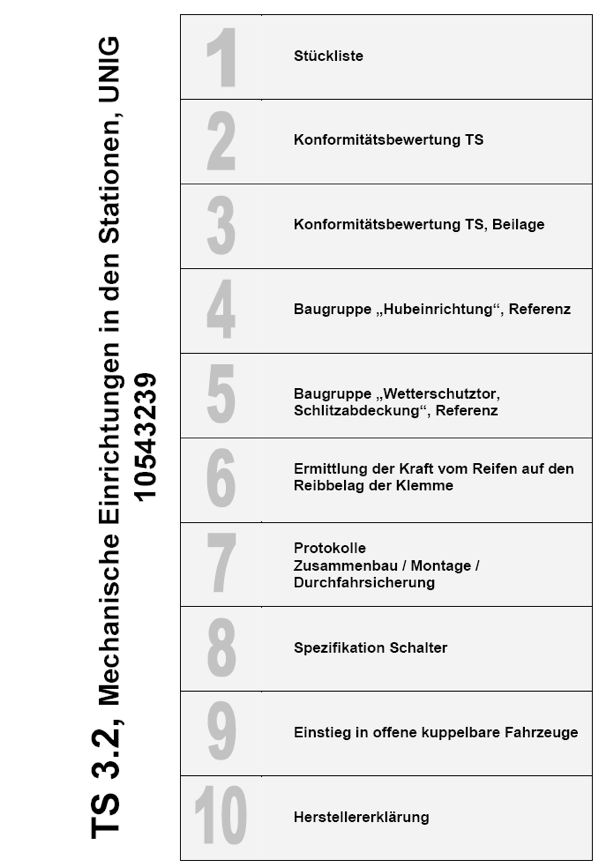 TS 3.2, Mechanische Einrichtungen in den Stationen, UNIG
10543239
1
Stückliste
2
Konformitätsbewertung TS
3
Konformitätsbewertung TS, Beilage
4
Baugruppe „Hubeinrichtung“, Referenz
5
Baugruppe „Wetterschutztor,
Schlitzabdeckung“, Referenz
6
Ermittlung der Kraft vom Reifen auf den
Reibbelag der Klemme
7
Protokolle
Zusammenbau / Montage /
Durchfahrsicherung
8
Spezifikation Schalter
9
Einstieg in offene kuppelbare Fahrzeuge
10
Herstellererklärung